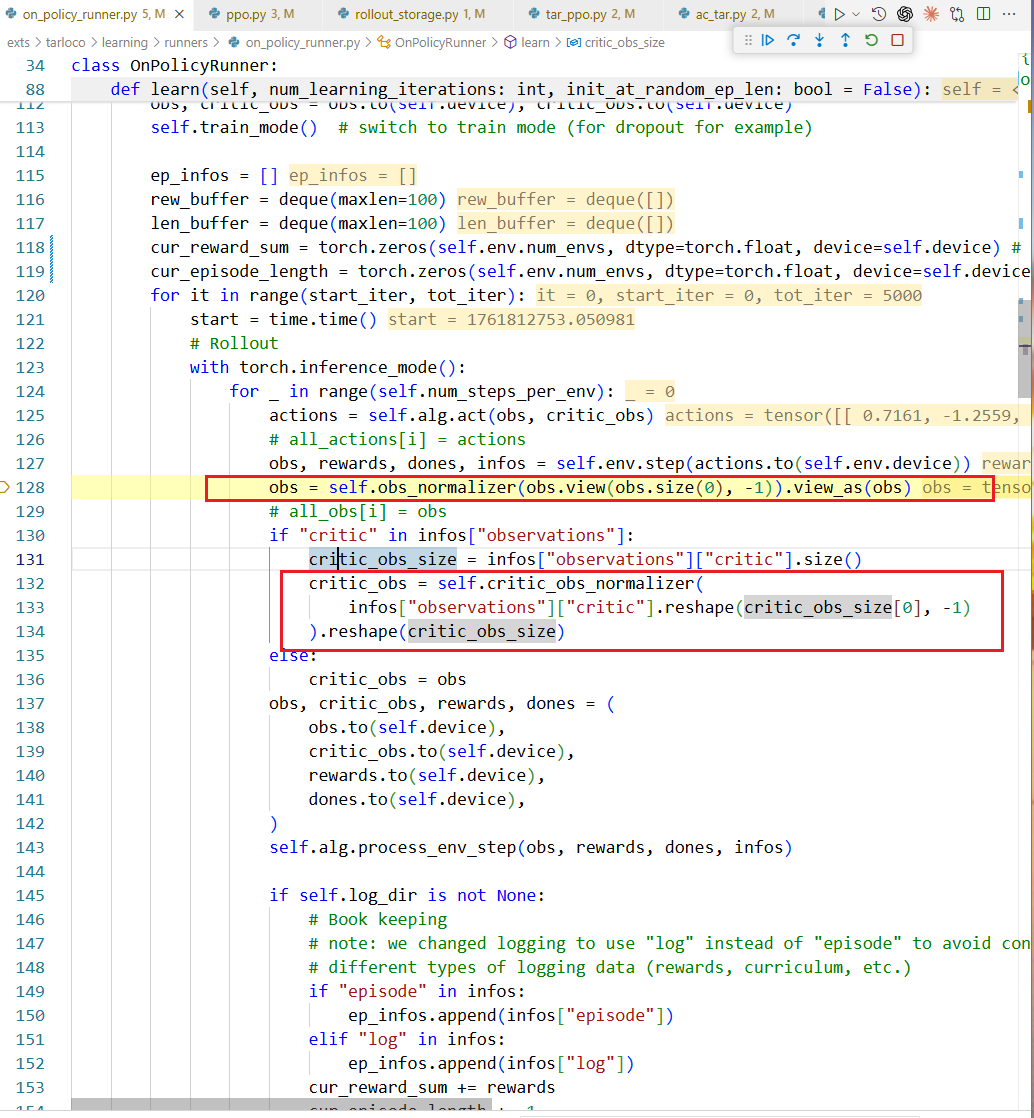 on_policy_runner.py 5, M × ppo.py 3, M rollout_storage.py 1, M tar_ppo.py 2, M ac_tar.py 2, M
exts > tarloco > learning > runners > on_policy_runner.py > OnPolicyRunner > learn > critic_obs_size
34 class OnPolicyRunner:
88 def learn(self, num_learning_iterations: int, init_at_random_ep_len: bool = False): self = <
112 obs, critic_obs = obs.to(self.device), critic_obs.to(self.device)
113 self.train_mode() # switch to train mode (for dropout for example)
114
115 ep_infos = [] ep_infos = []
116 rew_buffer = deque(maxlen=100) rew_buffer = deque([])
117 len_buffer = deque(maxlen=100) len_buffer = deque([])
118 cur_reward_sum = torch.zeros(self.env.num_envs, dtype=torch.float, device=self.device) #
119 cur_episode_length = torch.zeros(self.env.num_envs, dtype=torch.float, device=self.device
120 for it in range(start_iter, tot_iter): it = 0, start_iter = 0, tot_iter = 5000
121 start = time.time() start = 1761812753.050981
122 # Rollout
123 with torch.inference_mode():
124 for _ in range(self.num_steps_per_env): _ = 0
125 actions = self.alg.act(obs, critic_obs) actions = tensor([[ 0.7161, -1.2559,
126 # all_actions[i] = actions
127 obs, rewards, dones, infos = self.env.step(actions.to(self.env.device)) rewar
128 obs = self.obs_normalizer(obs.view(obs.size(0), -1)).view_as(obs) obs = tenso
129 # all_obs[i] = obs
130 if "critic" in infos["observations"]:
131 critic_obs_size = infos["observations"]["critic"].size()
132 critic_obs = self.critic_obs_normalizer(
133 infos["observations"]["critic"].reshape(critic_obs_size[0], -1)
134 ).reshape(critic_obs_size)
135 else:
136 critic_obs = obs
137 obs, critic_obs, rewards, dones = (
138 obs.to(self.device),
139 critic_obs.to(self.device),
140 rewards.to(self.device),
141 dones.to(self.device),
142 )
143 self.alg.process_env_step(obs, rewards, dones, infos)
144
145 if self.log_dir is not None:
146 # Book keeping
147 # note: we changed logging to use "log" instead of "episode" to avoid con
148 # different types of logging data (rewards, curriculum, etc.)
149 if "episode" in infos:
150 ep_infos.append(infos["episode"])
151 elif "log" in infos:
152 ep_infos.append(infos["log"])
153 cur_reward_sum += rewards